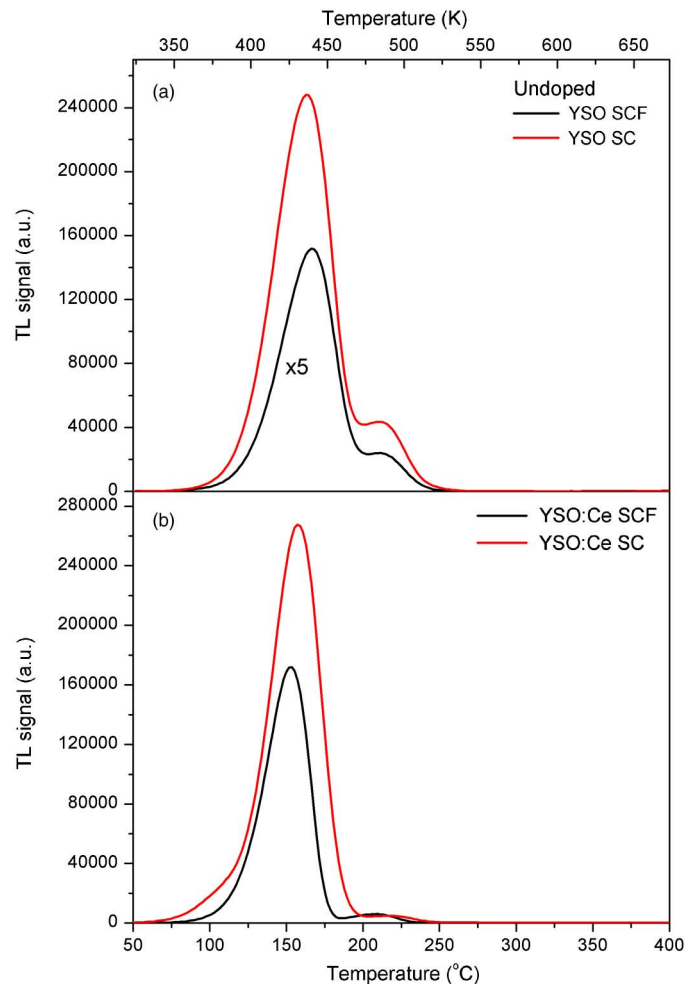 Temperature (K)
350 400 450 500 550 600 650
(a)
Undoped
YSO SCF
YSO SC
240000
200000
160000
120000
80000
40000
0
TL signal (a.u.)
x5
(b)
YSO:Ce SCF
YSO:Ce SC
280000
240000
200000
160000
120000
80000
40000
0
TL signal (a.u.)
50 100 150 200 250 300 350 400
Temperature (°C)